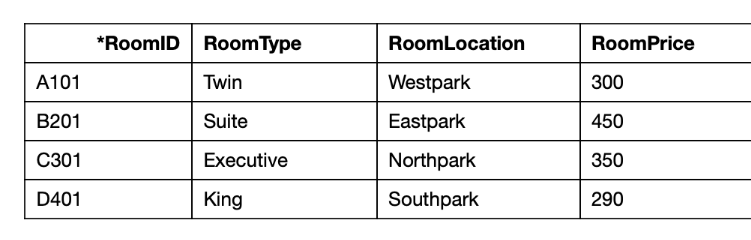 *RoomID RoomType RoomLocation RoomPrice
A101 Twin Westpark 300
B201 Suite Eastpark 450
C301 Executive Northpark 350
D401 King Southpark 290